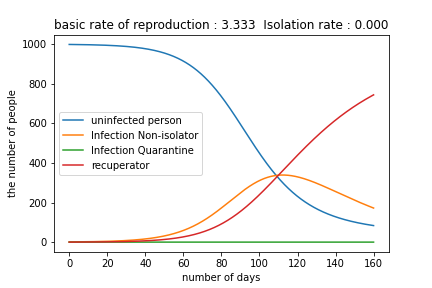 basic rate of reproduction : 3.333  Isolation rate : 0.000
1000
800
600
400
200
0
the number of people
uninfected person
Infection Non-isolator
Infection Quarantine
recuperator
0 20 40 60 80 100 120 140 160
number of days